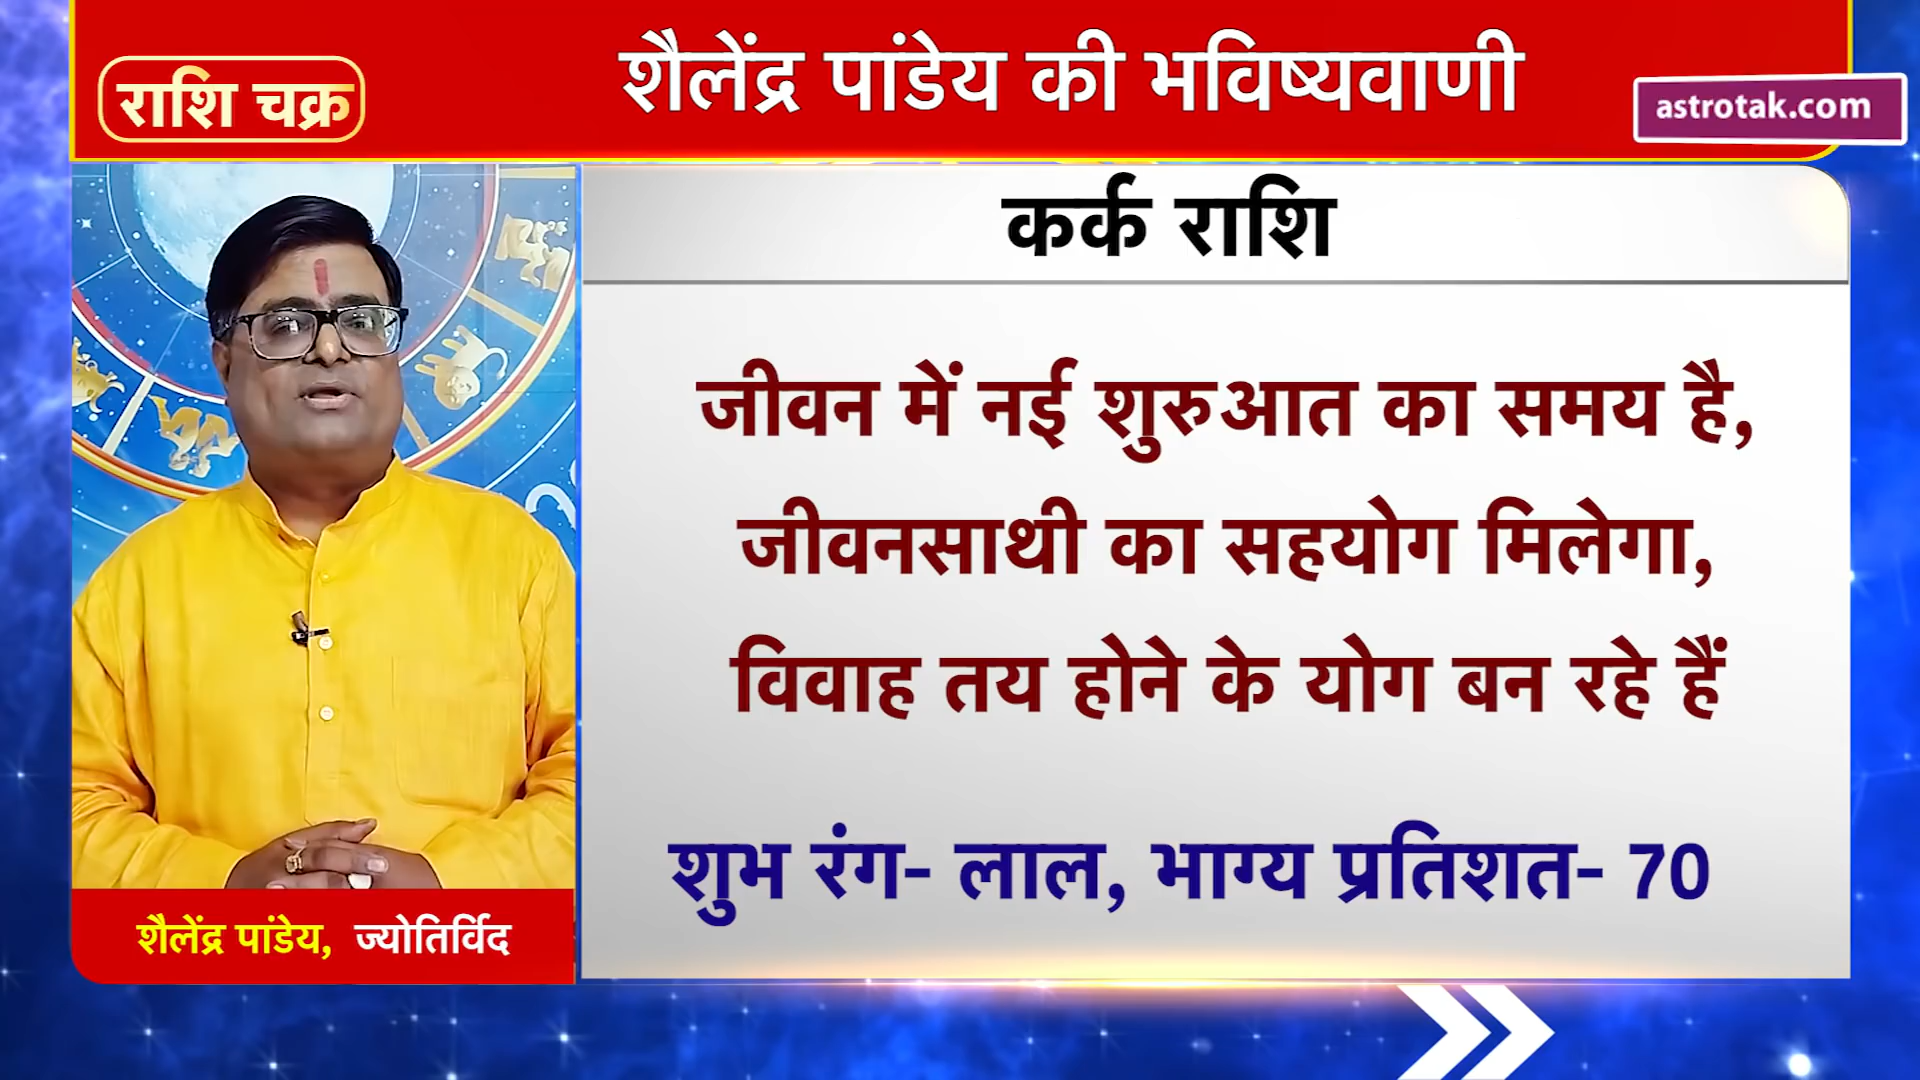 राशि चक्र
शैलेंद्र पांडेय की भविष्यवाणी
astrotak.com
कर्क राशि
जीवन में नई शुरुआत का समय है,
जीवनसाथी का सहयोग मिलेगा,
विवाह तय होने के योग बन रहे हैं
शुभ रंग- लाल, भाग्य प्रतिशत- 70
शैलेंद्र पांडेय, ज्योतिर्विद